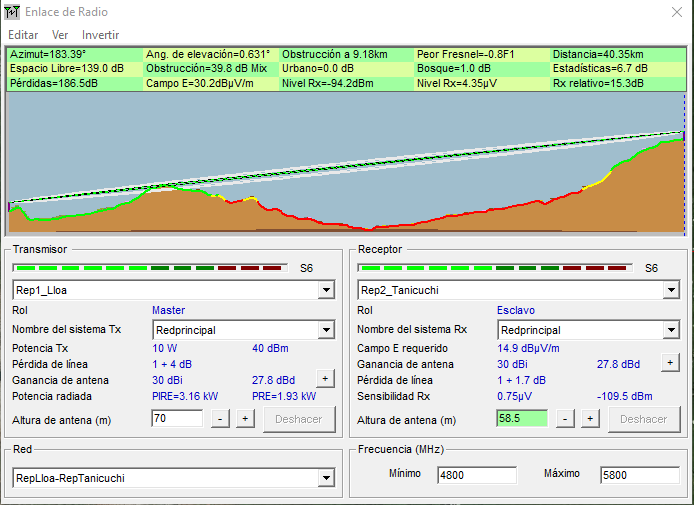 Enlace de Radio
Editar Ver Invertir
Azimut=183.39° Ang. de elevación=0.631° Obstrucción a 9.18km Peor Fresnel=-0.8F1 Distancia=40.35km
Espacio Libre=139.0 dB Obstrucción=39.8 dB Mix Urbano=0.0 dB Bosque=1.0 dB Estadísticas=6.7 dB
Pérdidas=186.5dB Campo E=30.2dBµV/m Nivel Rx=-94.2dBm Nivel Rx=4.35µV Rx relativo=15.3dB
Transmisor
S6
Rep1_Lloa
Rol Master
Nombre del sistema Tx Redprincipal
Potencia Tx 10 W 40 dBm
Pérdida de línea 1 + 4 dB
Ganancia de antena 30 dBi 27.8 dBd +
Potencia radiada PIRE=3.16 kW PRE=1.93 kW
Altura de antena (m) 70 - + Deshacer
Receptor
S6
Rep2_Tanicuchi
Rol Esclavo
Nombre del sistema Rx Redprincipal
Campo E requerido 14.9 dBµV/m
Ganancia de antena 30 dBi 27.8 dBd +
Pérdida de línea 1 + 1.7 dB
Sensibilidad Rx 0.75µV -109.5 dBm
Altura de antena (m) 58.5 - + Deshacer
Red
RepLloa-RepTanicuchi
Frecuencia (MHz)
Mínimo 4800 Máximo 5800